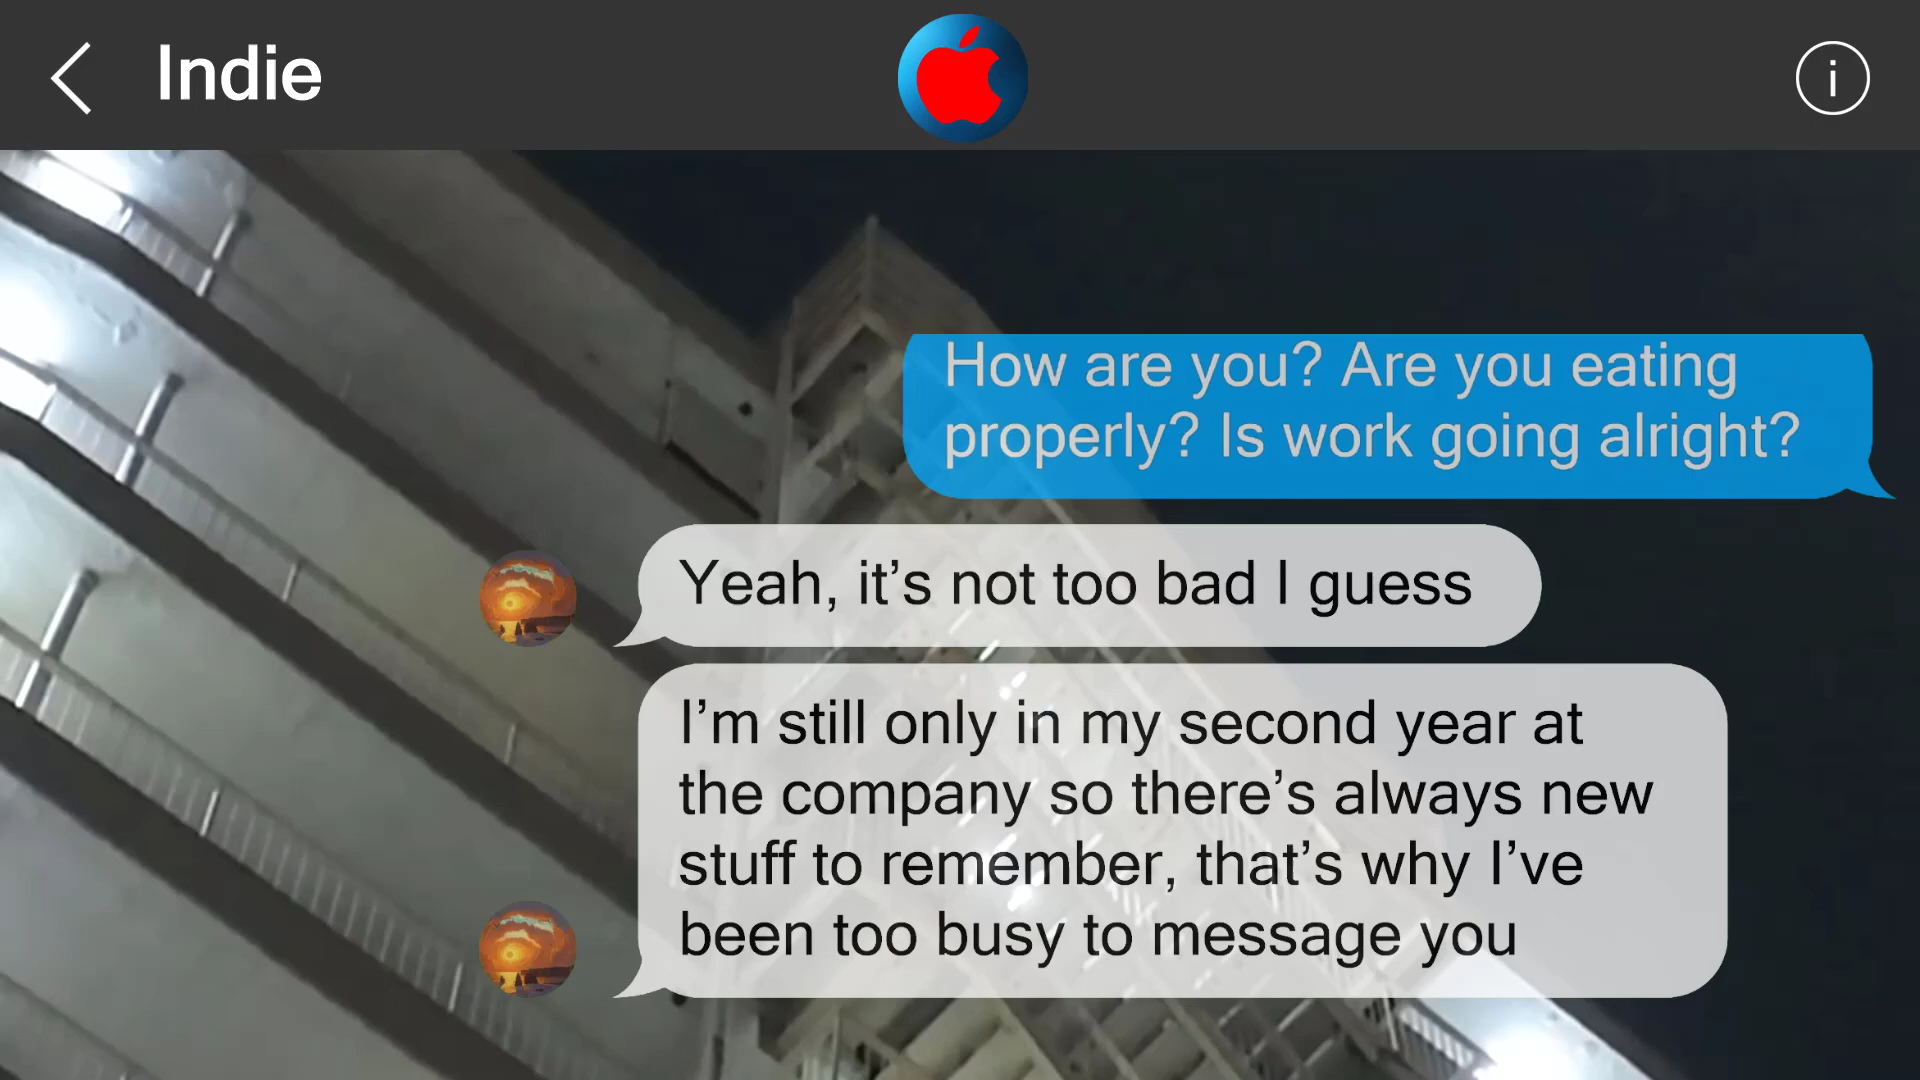 Indie
i
How are you? Are you eating
properly? Is work going alright?
Yeah, it’s not too bad I guess
I’m still only in my second year at
the company so there’s always new
stuff to remember, that’s why I’ve
been too busy to message you